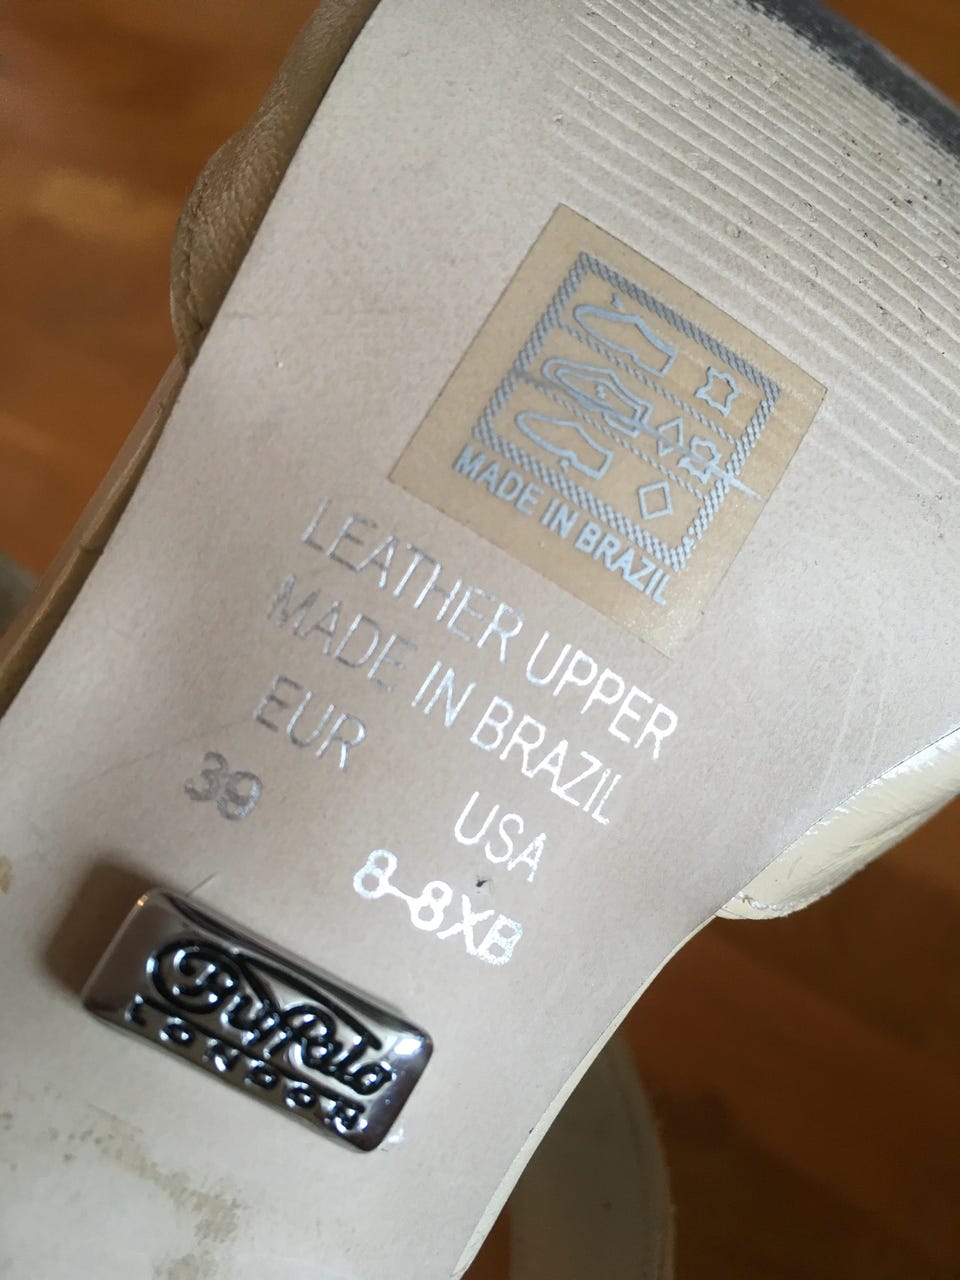 MADE IN BRAZIL
LEATHER UPPER
MADE IN BRAZIL
EUR USA
39 8-8XB
Buffalo
LONDON